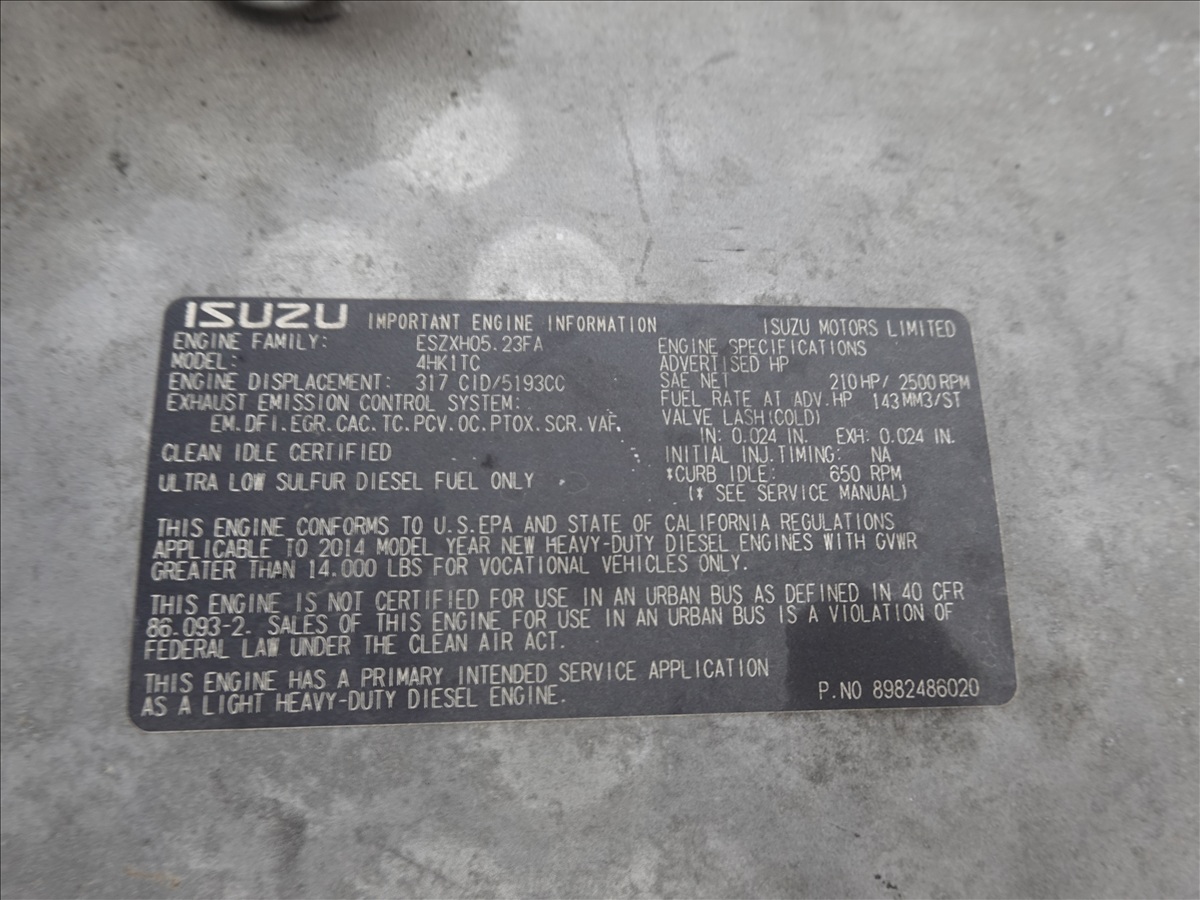 ISUZU IMPORTANT ENGINE INFORMATION ISUZU MOTORS LIMITED
ENGINE FAMILY: ESZXH05.23FA
MODEL: 4HK1TC
ENGINE DISPLACEMENT: 317 CID/5193CC
EXHAUST EMISSION CONTROL SYSTEM:
EM.DFI.EGR.CAC.TC.PCV.OC.PTOX.SCR.VAF.
CLEAN IDLE CERTIFIED
ULTRA LOW SULFUR DIESEL FUEL ONLY
ENGINE SPECIFICATIONS
ADVERTISED HP
SAE NET 210HP/ 2500RPM
FUEL RATE AT ADV.HP 143MM3/ST
VALVE LASH(COLD)
IN: 0.024 IN. EXH: 0.024 IN.
INITIAL INJ.TIMING: NA
*CURB IDLE: 650 RPM
(* SEE SERVICE MANUAL)
THIS ENGINE CONFORMS TO U.S.EPA AND STATE OF CALIFORNIA REGULATIONS
APPLICABLE TO 2014 MODEL YEAR NEW HEAVY-DUTY DIESEL ENGINES WITH GVWR
GREATER THAN 14.000 LBS FOR VOCATIONAL VEHICLES ONLY.
THIS ENGINE IS NOT CERTIFIED FOR USE IN AN URBAN BUS AS DEFINED IN 40 CFR
86.093-2. SALES OF THIS ENGINE FOR USE IN AN URBAN BUS IS A VIOLATION OF
FEDERAL LAW UNDER THE CLEAN AIR ACT.
THIS ENGINE HAS A PRIMARY INTENDED SERVICE APPLICATION
AS A LIGHT HEAVY-DUTY DIESEL ENGINE.
P.NO 8982486020